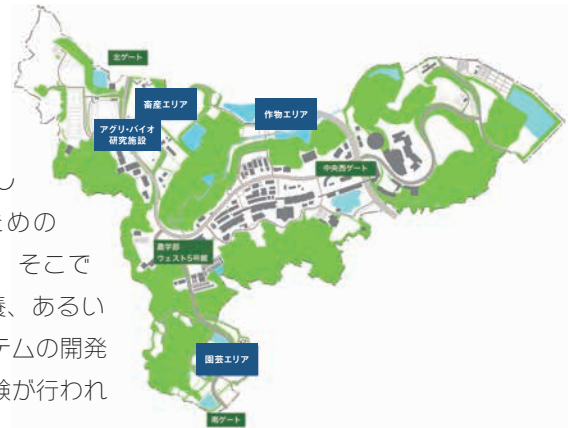 北ゲート
畜産エリア
アグリ・バイオ
研究施設
作物エリア
中央西ゲート
農学部
ウエスト5号館
園芸エリア
南ゲート
ための
そこで
、あるい
テムの開発
験が行われ